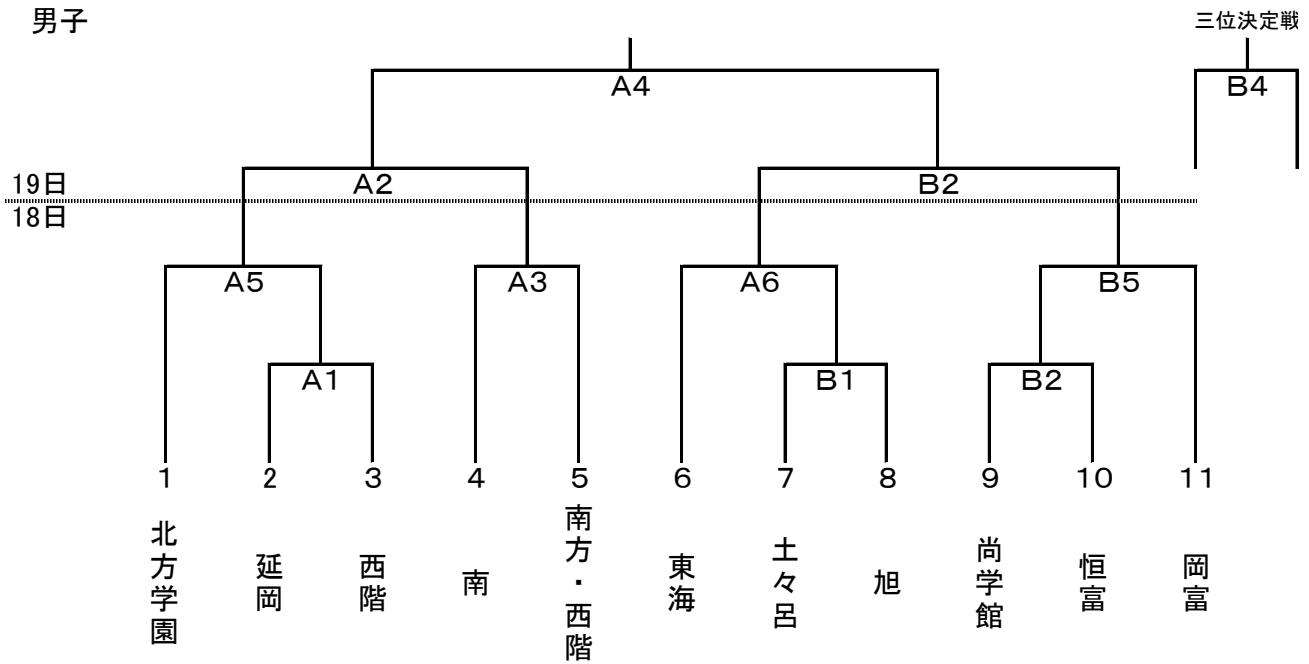 男子
三位決定戦
A4
B4
19日
A2
B2
18日
A5
A3
A6
B5
A1
B1
B2
1
2
3
4
5
6
7
8
9
10
11
北方学園
延岡
西階
南
南方・西階
東海
土々呂
旭
尚学館
恒富
岡富